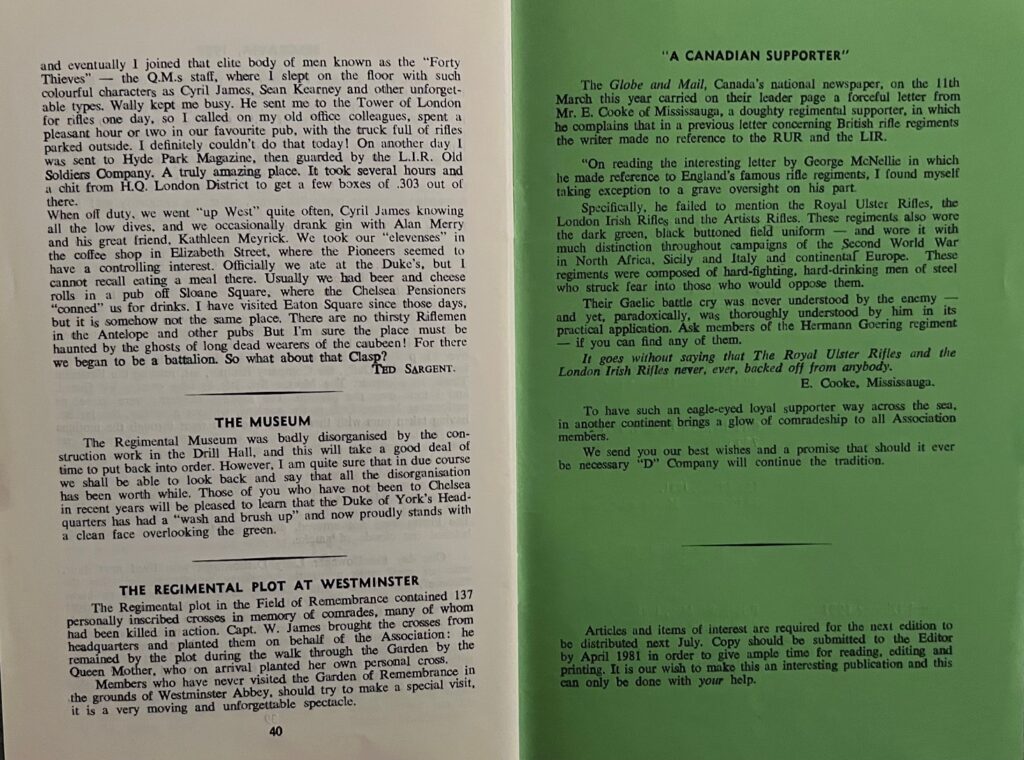 and eventually I joined that elite body of men known as the "Forty
Thieves" — the Q.M.s staff, where I slept on the floor with such
colourful characters as Cyril James, Sean Kearney and other unforget-
able types. Wally kept me busy. He sent me to the Tower of London
for rifles one day, so I called on my old office colleagues, spent a
pleasant hour or two in our favourite pub, with the truck full of rifles
parked outside. I definitely couldn't do that today! On another day I
was sent to Hyde Park Magazine, then guarded by the L.I.R. Old
Soldiers Company. A truly amazing place. It took several hours and
a chit from H.Q. London District to get a few boxes of .303 out of
there.
When off duty, we went "up West" quite often, Cyril James knowing
all the low dives, and we occasionally drank gin with Alan Merry
and his great friend, Kathleen Meyrick. We took our "elevenses" in
the coffee shop in Elizabeth Street, where the Pioneers seemed to
have a controlling interest. Officially we ate at the Duke's, but I
cannot recall eating a meal there. Usually we had beer and cheese
rolls in a pub off Sloane Square, where the Chelsea Pensioners
"conned" us for drinks. I have visited Eaton Square since those days,
but it is somehow not the same place. There are no thirsty Riflemen
in the Antelope and other pubs But I'm sure the place must be
haunted by the ghosts of long dead wearers of the caubeen! For there
we began to be a battalion. So what about that Clasp?
TED SARGENT.
THE MUSEUM
The Regimental Museum was badly disorganised by the con-
struction work in the Drill Hall, and this will take a good deal of
time to put back into order. However, I am quite sure that in due course
we shall be able to look back and say that all the disorganisation
has been worth while. Those of you who have not been to Chelsea
in recent years will be pleased to learn that the Duke of York's Head-
quarters has had a "wash and brush up" and now proudly stands with
a clean face overlooking the green.
THE REGIMENTAL PLOT AT WESTMINSTER
The Regimental plot in the Field of Remembrance contained 137
personally inscribed crosses in memory of comrades, many of whom
had been killed in action. Capt. W. James brought the crosses from
headquarters and planted them on behalf of the Association: he
remained by the plot during the walk through the Garden by the
Queen Mother, who on arrival planted her own personal cross.
Members who have never visited the Garden of Remembrance in
the grounds of Westminster Abbey, should try to make a special visit,
it is a very moving and unforgettable spectacle.
40
"A CANADIAN SUPPORTER"
The Globe and Mail, Canada's national newspaper, on the 11th
March this year carried on their leader page a forceful letter from
Mr. E. Cooke of Mississauga, a doughty regimental supporter, in which
he complains that in a previous letter concerning British rifle regiments
the writer made no reference to the RUR and the LIR.
"On reading the interesting letter by George McNellie in which
he made reference to England's famous rifle regiments, I found myself
taking exception to a grave oversight on his part.
Specifically, he failed to mention the Royal Ulster Rifles, the
London Irish Rifles and the Artists Rifles. These regiments also wore
the dark green, black buttoned field uniform — and wore it with
much distinction throughout campaigns of the Second World War
in North Africa, Sicily and Italy and continental Europe. These
regiments were composed of hard-fighting, hard-drinking men of steel
who struck fear into those who would oppose them.
Their Gaelic battle cry was never understood by the enemy —
and yet, paradoxically, was thoroughly understood by him in its
practical application. Ask members of the Hermann Goering regiment
— if you can find any of them.
It goes without saying that The Royal Ulster Rifles and the
London Irish Rifles never, ever, backed off from anybody.
E. Cooke, Mississauga.
To have such an eagle-eyed loyal supporter way across the sea,
in another continent brings a glow of comradeship to all Association
members.
We send you our best wishes and a promise that should it ever
be necessary "D" Company will continue the tradition.
Articles and items of interest are required for the next edition to
be distributed next July. Copy should be submitted to the Editor
by April 1981 in order to give ample time for reading, editing and
printing. It is our wish to make this an interesting publication and this
can only be done with your help.